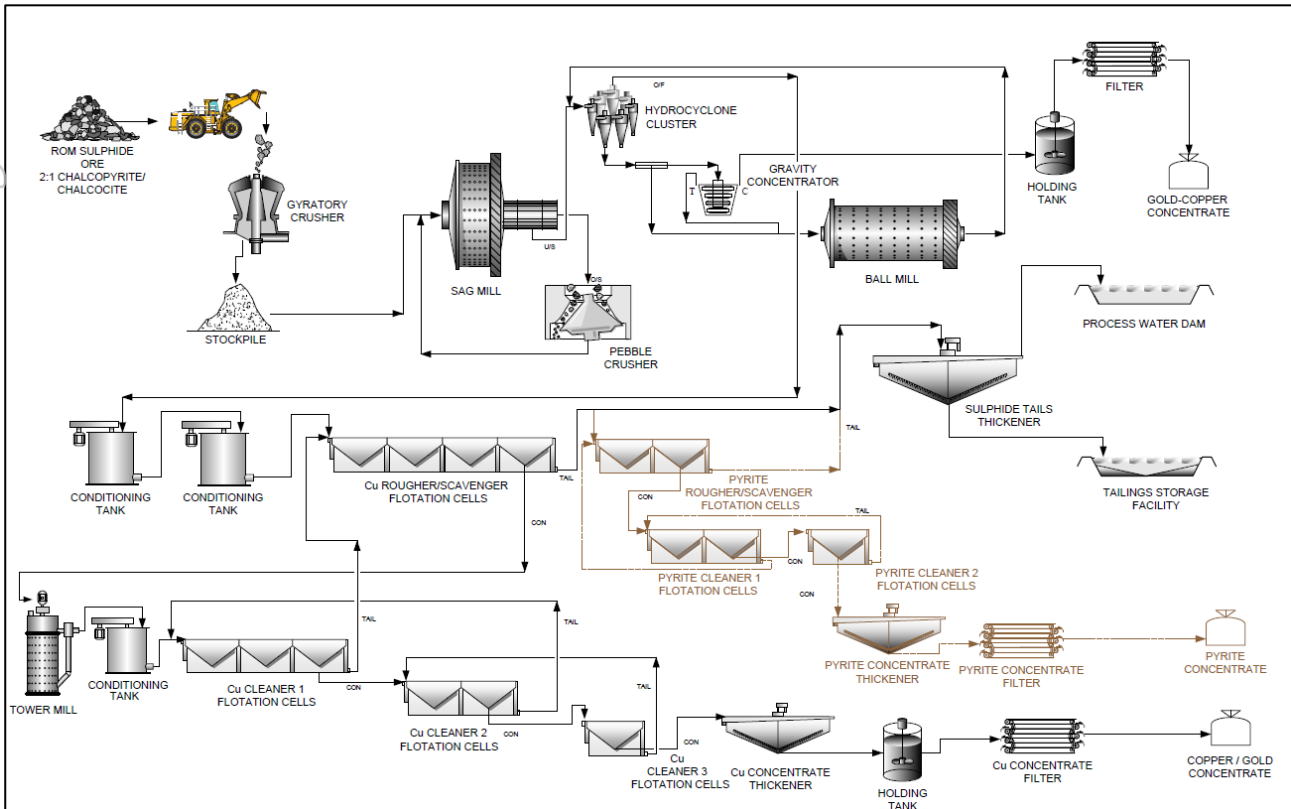 O/F
HYDROCYCLONE
CLUSTER
FILTER
ROM SULPHIDE
ORE
2:1 CHALCOPYRITE/
CHALCOCITE
GYRATORY
CRUSHER
GRAVITY
CONCENTRATOR
T
C
HOLDING
TANK
GOLD-COPPER
CONCENTRATE
U/S
SAG MILL
O/S
BALL MILL
STOCKPILE
PEBBLE
CRUSHER
PROCESS WATER DAM
SULPHIDE TAILS
THICKENER
TAIL
CONDITIONING
TANK
CONDITIONING
TANK
Cu ROUGHER/SCAVENGER
FLOTATION CELLS
TAIL
PYRITE
ROUGHER/SCAVENGER
FLOTATION CELLS
TAILINGS STORAGE
FACILITY
CON
CON
TAIL
PYRITE CLEANER 1
FLOTATION CELLS
CON
PYRITE CLEANER 2
FLOTATION CELLS
CON
TAIL
TAIL
TOWER MILL
CONDITIONING
TANK
Cu CLEANER 1
FLOTATION CELLS
CON
TAIL
PYRITE CONCENTRATE
THICKENER
PYRITE CONCENTRATE
FILTER
PYRITE
CONCENTRATE
Cu CLEANER 2
FLOTATION CELLS
CON
CON
Cu
CLEANER 3
FLOTATION CELLS
Cu CONCENTRATE
THICKENER
HOLDING
TANK
Cu CONCENTRATE
FILTER
COPPER / GOLD
CONCENTRATE